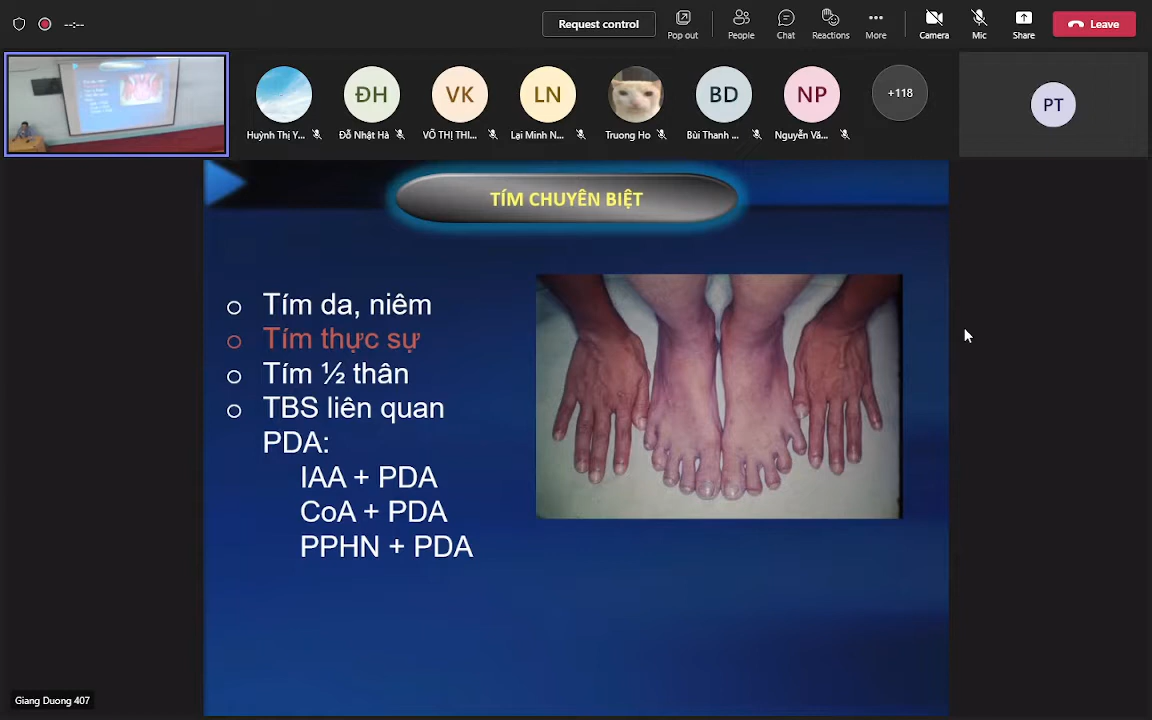 --:--
Request control
Pop out
People
Chat
Reactions
More
Camera
Mic
Share
Leave
ĐH
VK
LN
BD
NP
+118
PT
Huỳnh Thị Y...
Đỗ Nhật Hà
VÕ THỊ THI...
Lại Minh N...
Truong Ho
Bùi Thanh ...
Nguyễn Vă...
TÍM CHUYÊN BIỆT
Tím da, niêm
Tím thực sự
Tím ½ thân
TBS liên quan
PDA:
IAA + PDA
CoA + PDA
PPHN + PDA
Giang Duong 407